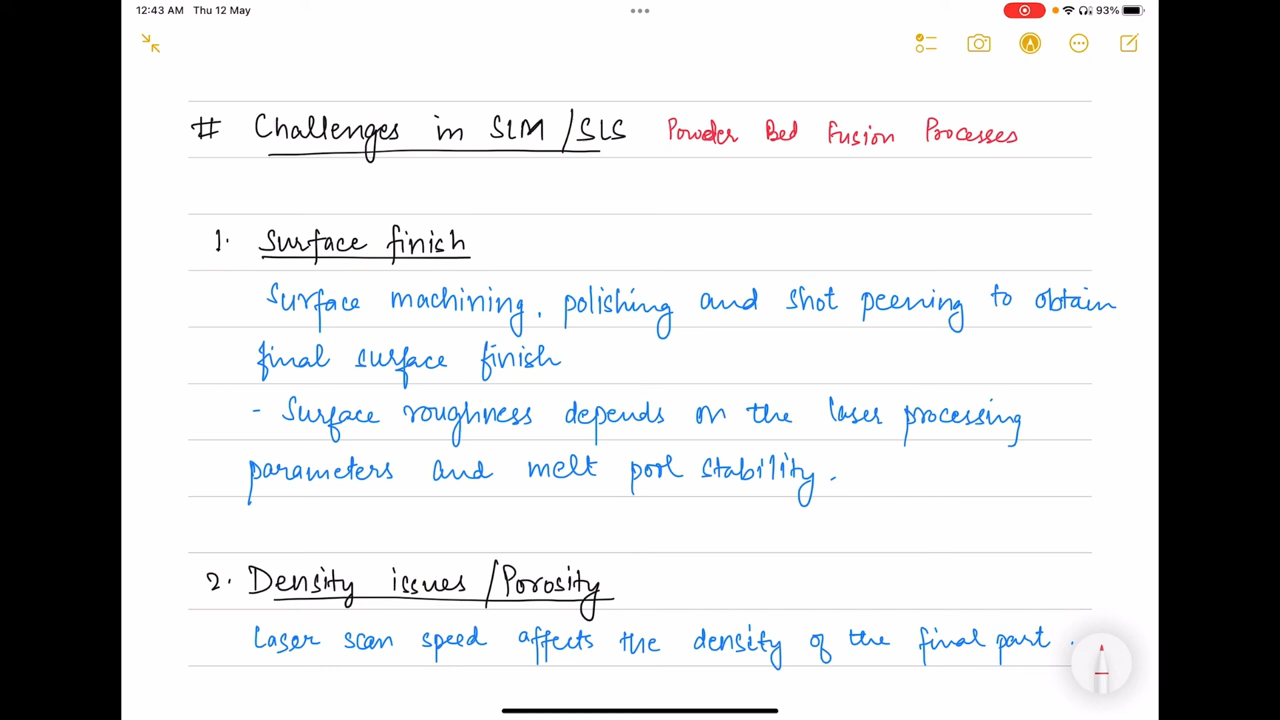 12:43 AM Thu 12 May
93%
# Challenges in SLM/SLS Powder Bed Fusion Processes
1. Surface finish
Surface machining, polishing and shot peening to obtain
final surface finish
- Surface roughness depends on the laser processing
parameters and melt pool stability.
2. Density issues/Porosity
Laser scan speed affects the density of the final part.